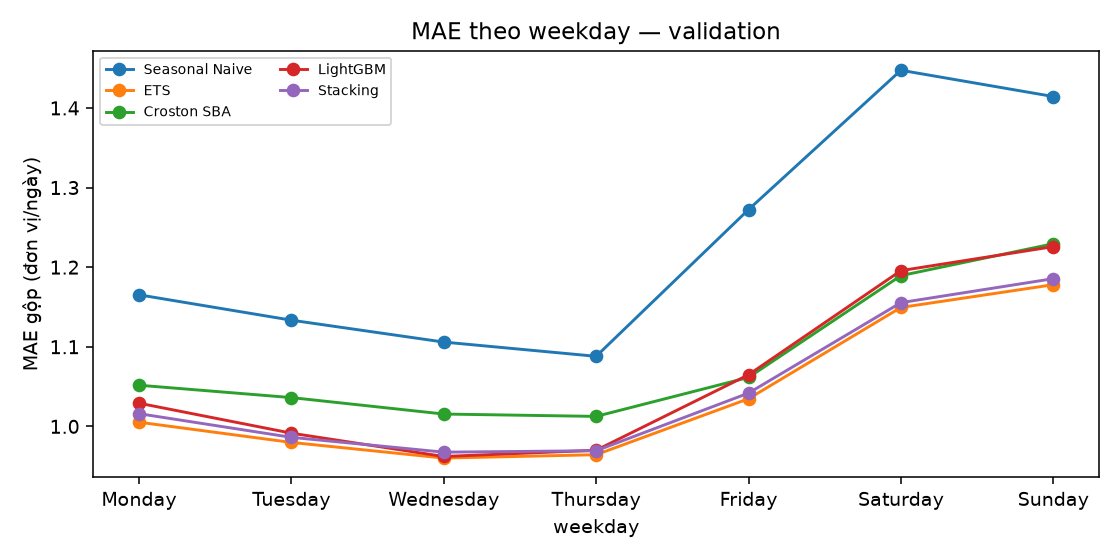 MAE theo weekday — validation
Seasonal Naive
ETS
Croston SBA
LightGBM
Stacking
MAE gộp (đơn vị/ngày)
1.4
1.3
1.2
1.1
1.0
Monday Tuesday Wednesday Thursday Friday Saturday Sunday
weekday